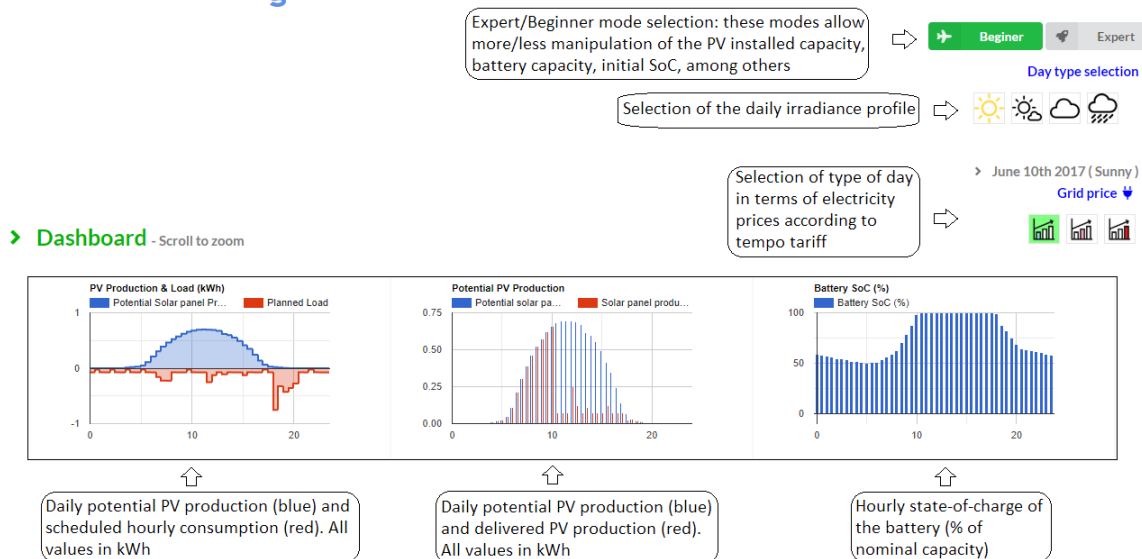 Expert/Beginner mode selection: these modes allow
more/less manipulation of the PV installed capacity,
battery capacity, initial SoC, among others
Beginer
Expert
Day type selection
Selection of the daily irradiance profile
June 10th 2017 ( Sunny )
Grid price
Selection of type of day
in terms of electricity
prices according to
tempo tariff
Dashboard - Scroll to zoom
PV Production & Load (kWh)
Potential Solar panel Pr...
Planned Load
1
0
-1
0
10
20
Potential PV Production
Potential solar pa...
Solar panel produ...
0.75
0.50
0.25
0.00
0
10
20
Battery SoC (%)
Battery SoC (%)
100
50
0
0
10
20
Daily potential PV production (blue) and
scheduled hourly consumption (red). All
values in kWh
Daily potential PV production (blue)
and delivered PV production (red).
All values in kWh
Hourly state-of-charge of
the battery (% of
nominal capacity)